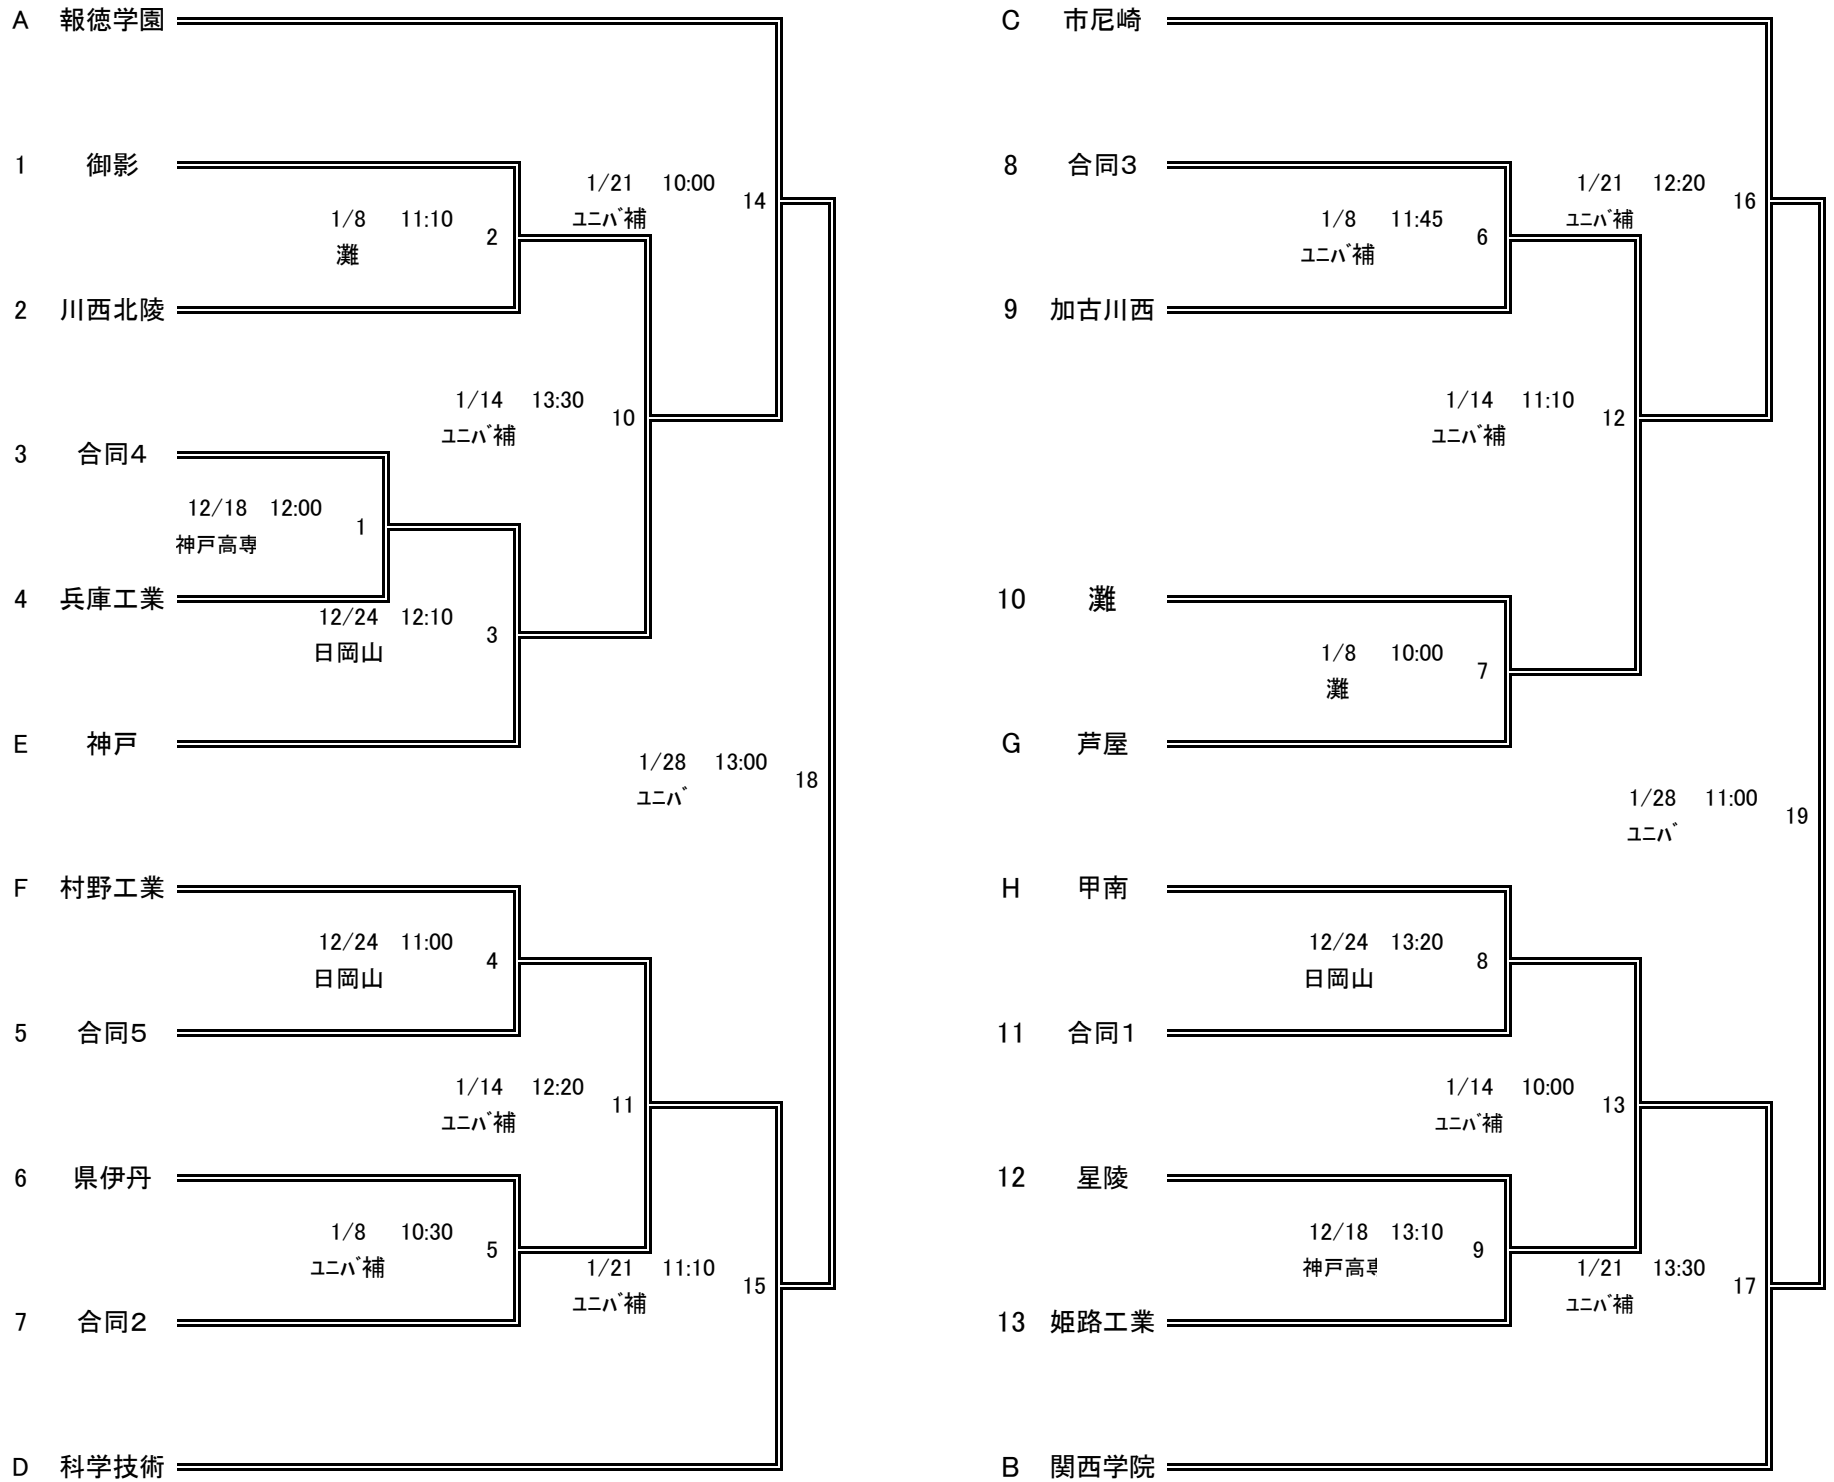 A 報徳学園
1 御影
1/21 10:00
ﾕﾆﾊﾞ補
14
1/8 11:10
灘
2
2 川西北陵
1/14 13:30
ﾕﾆﾊﾞ補
10
3 合同4
12/18 12:00
神戸高専
1
4 兵庫工業
12/24 12:10
日岡山
3
E 神戸
1/28 13:00
ﾕﾆﾊﾞ
18
F 村野工業
12/24 11:00
日岡山
4
5 合同5
1/14 12:20
ﾕﾆﾊﾞ補
11
6 県伊丹
1/8 10:30
ﾕﾆﾊﾞ補
5
1/21 11:10
ﾕﾆﾊﾞ補
15
7 合同2
D 科学技術
C 市尼崎
8 合同3
1/21 12:20
ﾕﾆﾊﾞ補
16
1/8 11:45
ﾕﾆﾊﾞ補
6
9 加古川西
1/14 11:10
ﾕﾆﾊﾞ補
12
10 灘
1/8 10:00
灘
7
G 芦屋
1/28 11:00
ﾕﾆﾊﾞ
19
H 甲南
12/24 13:20
日岡山
8
11 合同1
1/14 10:00
ﾕﾆﾊﾞ補
13
12 星陵
12/18 13:10
神戸高専
9
1/21 13:30
ﾕﾆﾊﾞ補
17
13 姫路工業
B 関西学院